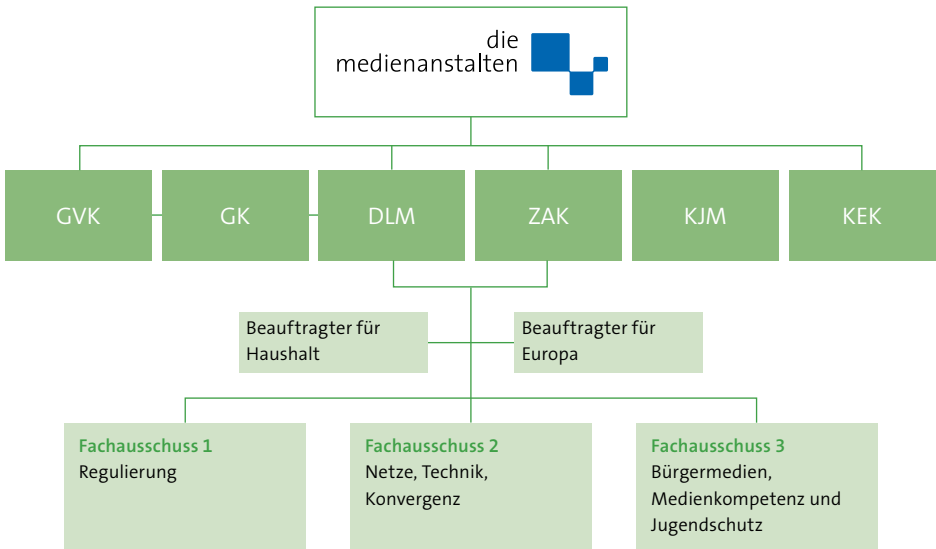 die
medienanstalten
GVK
GK
DLM
ZAK
KJM
KEK
Beauftragter für
Haushalt
Beauftragter für
Europa
Fachausschuss 1
Regulierung
Fachausschuss 2
Netze, Technik,
Konvergenz
Fachausschuss 3
Bürgermedien,
Medienkompetenz und
Jugendschutz